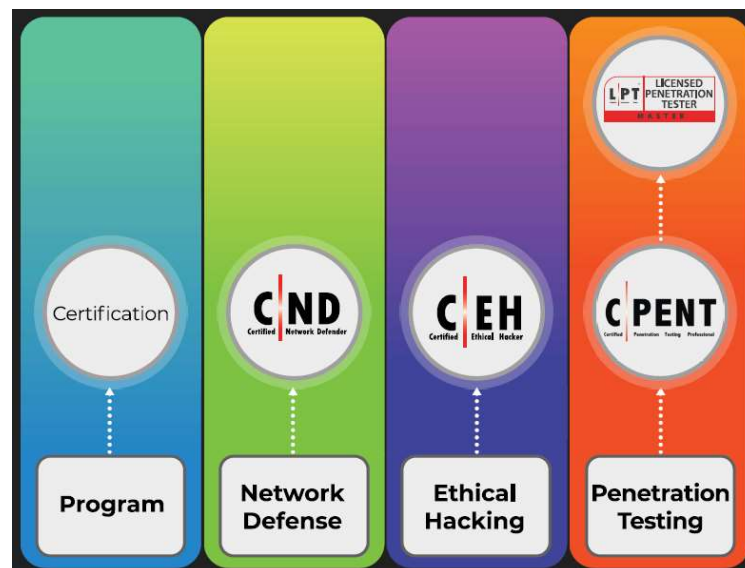 LPT
LICENSED
PENETRATION
TESTER
MASTER
Certification
C|ND
Certified Network Defender
C|EH
Certified Ethical Hacker
C|PENT
Certified Penetration Testing Professional
Program
Network
Defense
Ethical
Hacking
Penetration
Testing